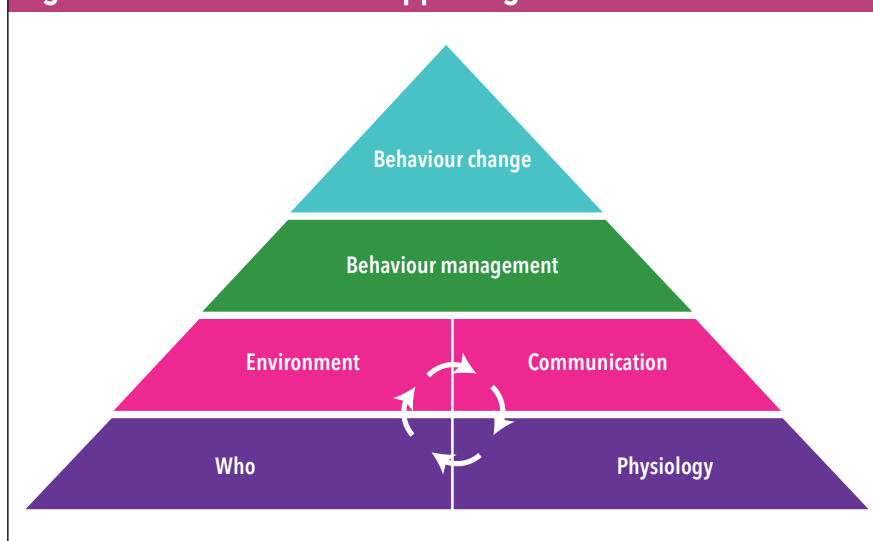 Behaviour change
Behaviour management
Environment Communication
Who Physiology